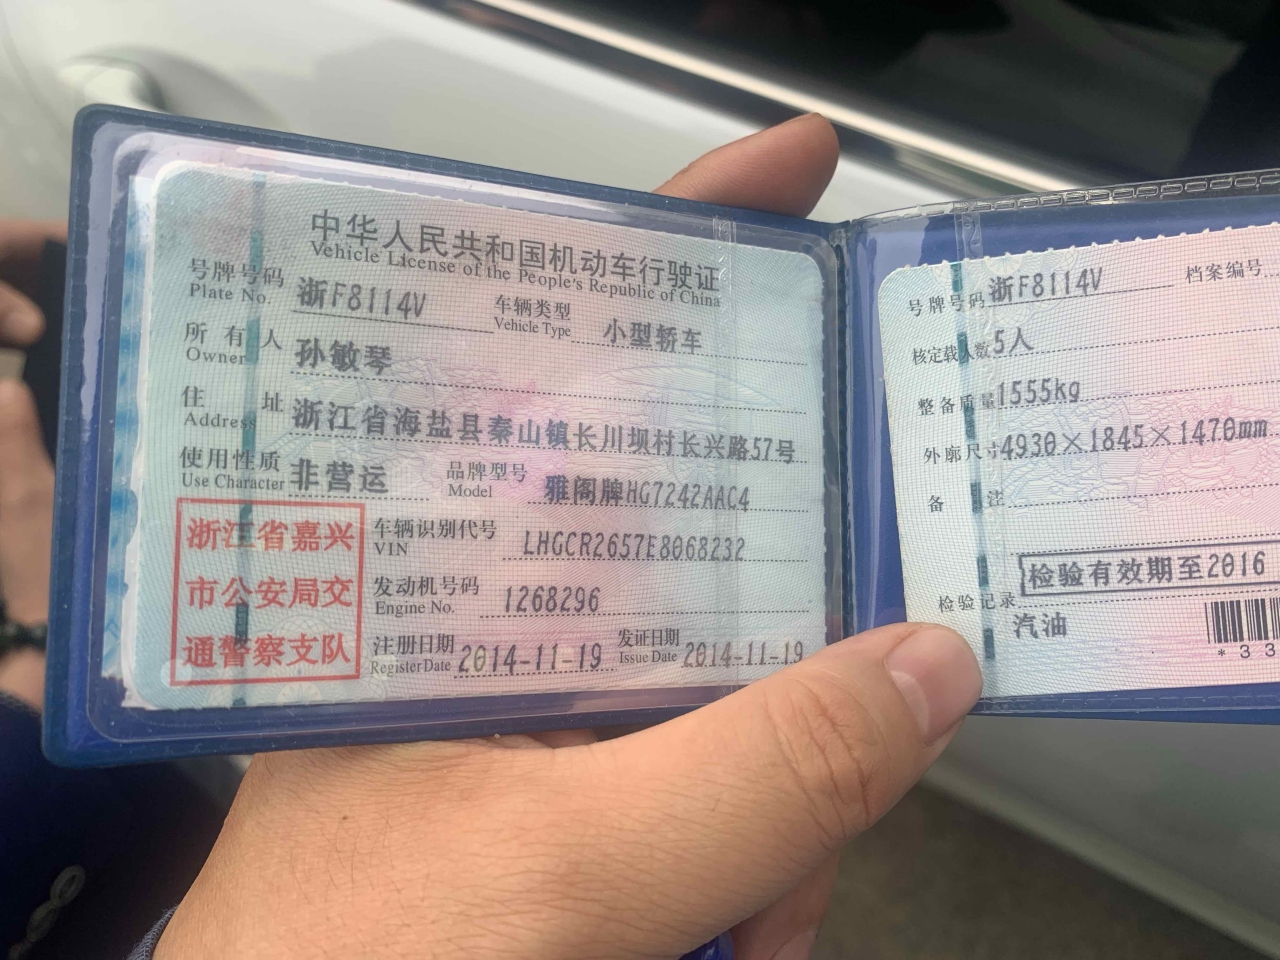 中华人民共和国机动车行驶证
Vehicle License of the People's Republic of China
号牌号码 浙F8114V 车辆类型 小型轿车
Plate No. Vehicle Type
所有人 孙敏琴
Owner
住址 浙江省海盐县秦山镇长川坝村长兴路57号
Address
使用性质 非营运 品牌型号 雅阁牌HG7242AAC4
Use Character Model
浙江省嘉兴
市公安局交
通警察支队
车辆识别代号 LHGCR2657E8068232
VIN
发动机号码 1268296
Engine No.
注册日期 2014-11-19 发证日期 2014-11-19
Register Date Issue Date
号牌号码 浙F8114V 档案编号
核定载人数 5人
整备质量 1555kg
外廓尺寸 4930×1845×1470mm
备注
检验有效期至2016
检验记录
汽油
*33